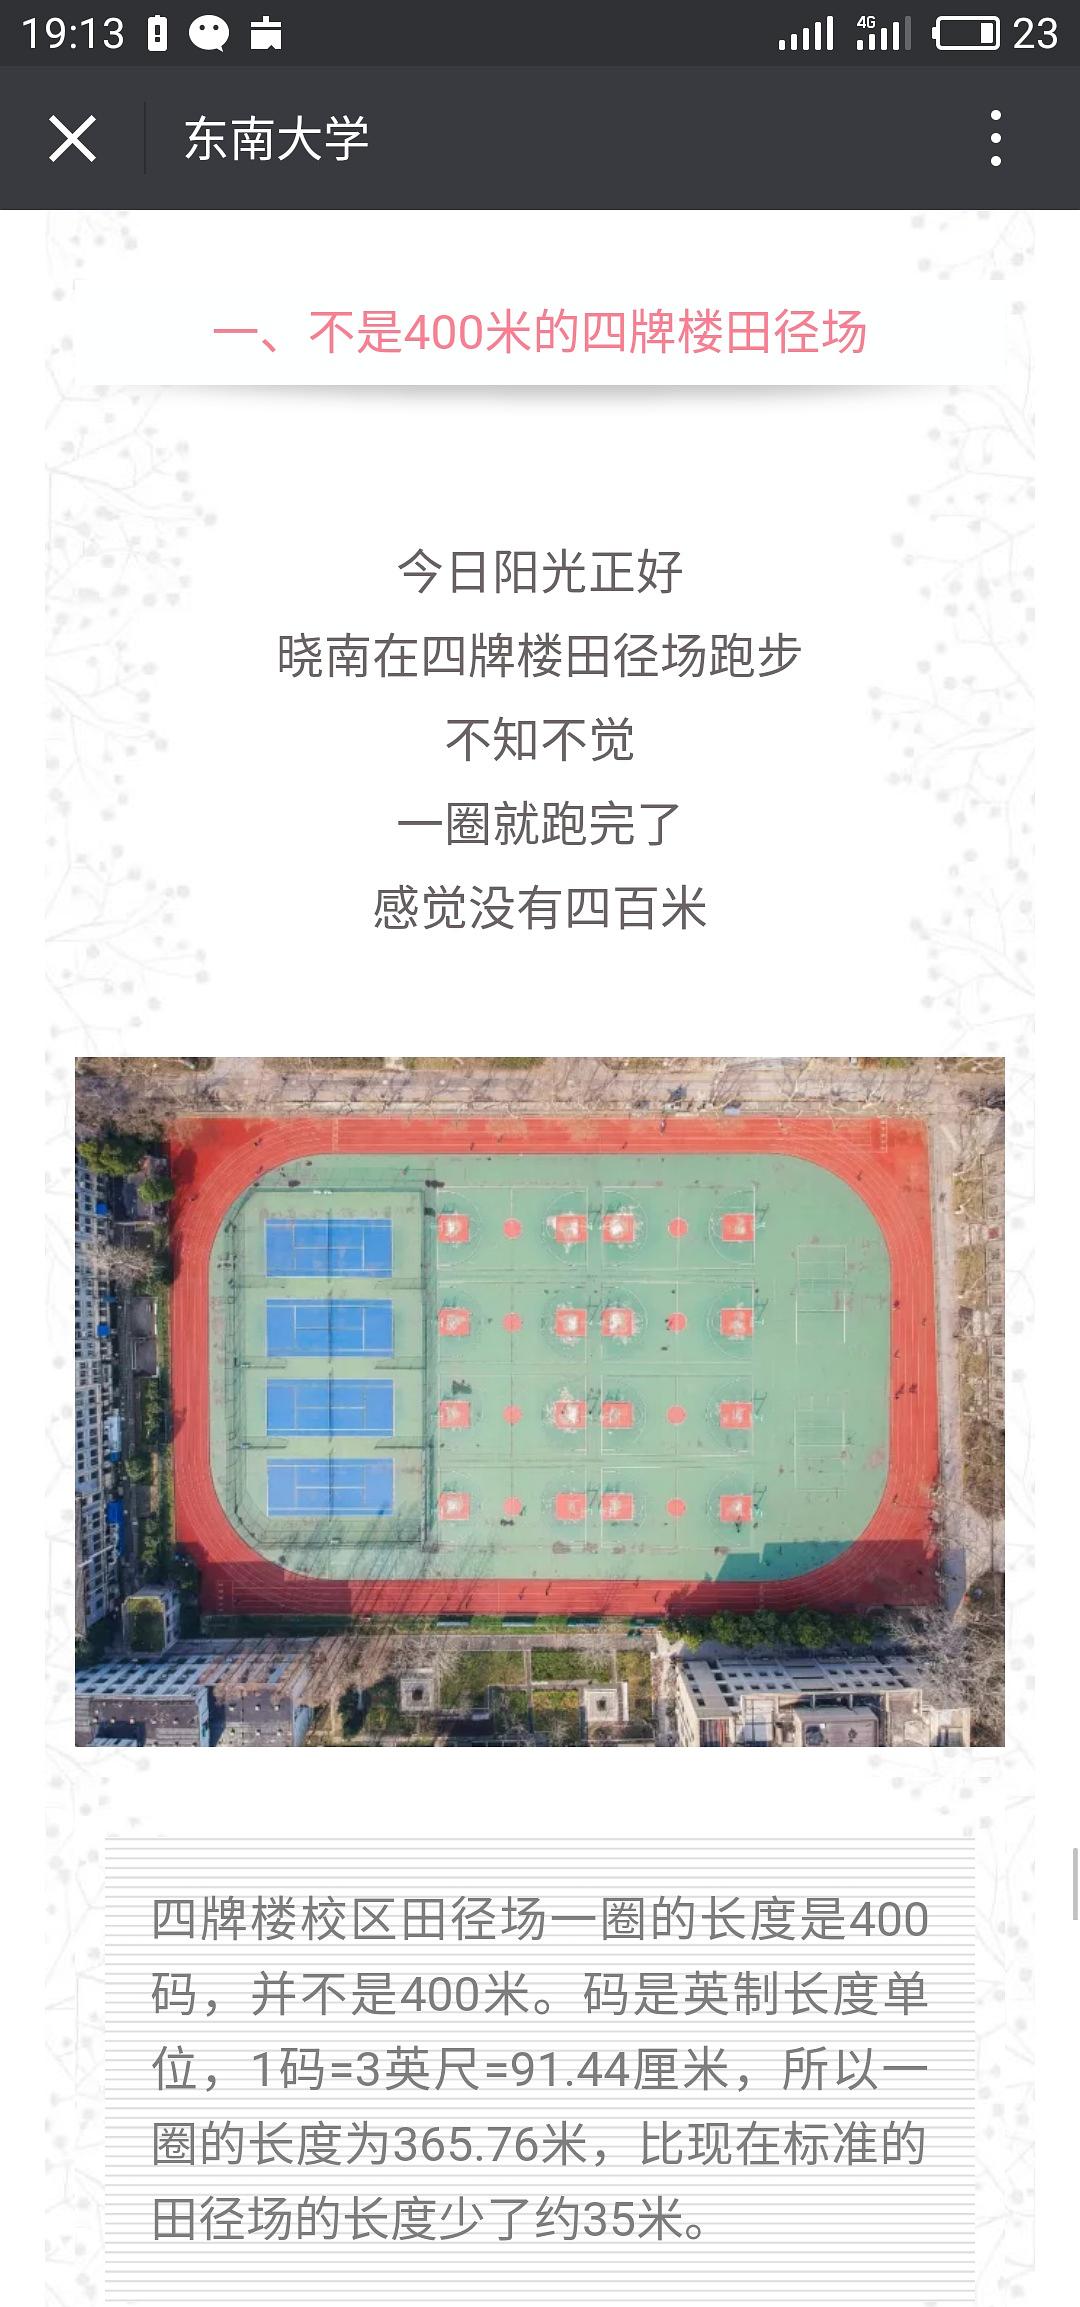 19:13
4G
23
东南大学
一、不是400米的四牌楼田径场
今日阳光正好
晓南在四牌楼田径场跑步
不知不觉
一圈就跑完了
感觉没有四百米
四牌楼校区田径场一圈的长度是400
码，并不是400米。码是英制长度单
位，1码=3英尺=91.44厘米，所以一
圈的长度为365.76米，比现在标准的
田径场的长度少了约35米。